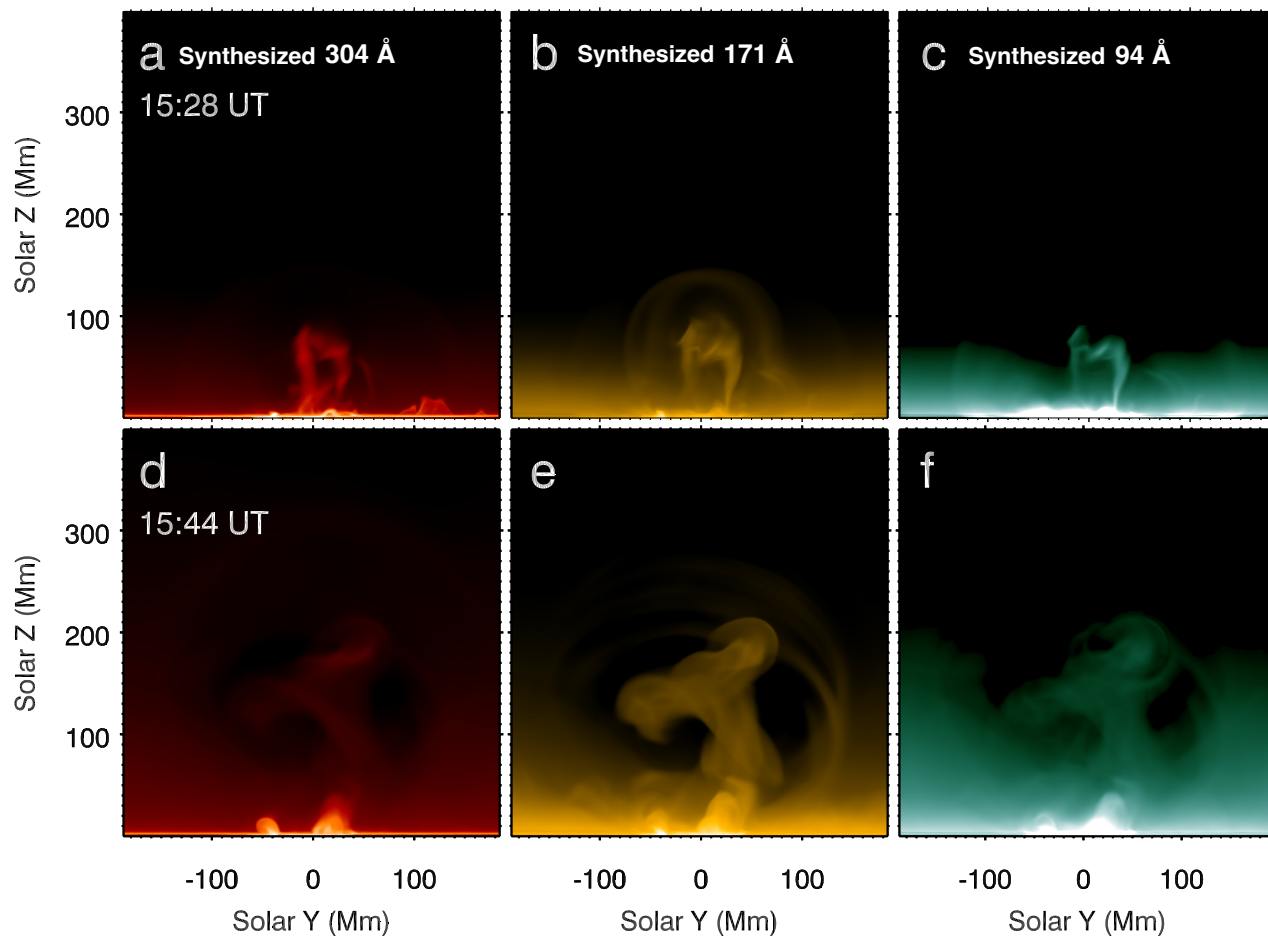 a Synthesized 304 Å
b Synthesized 171 Å
c Synthesized 94 Å
15:28 UT
300
200
100
Solar Z (Mm)
d
e
f
15:44 UT
300
200
100
Solar Z (Mm)
-100 0 100
-100 0 100
-100 0 100
Solar Y (Mm)
Solar Y (Mm)
Solar Y (Mm)